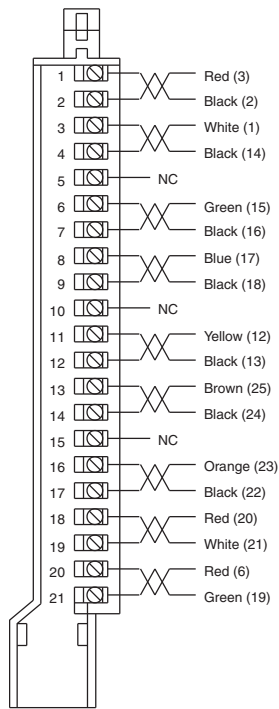 1 Red (3)
2 Black (2)
3 White (1)
4 Black (14)
5 NC
6 Green (15)
7 Black (16)
8 Blue (17)
9 Black (18)
10 NC
11 Yellow (12)
12 Black (13)
13 Brown (25)
14 Black (24)
15 NC
16 Orange (23)
17 Black (22)
18 Red (20)
19 White (21)
20 Red (6)
21 Green (19)